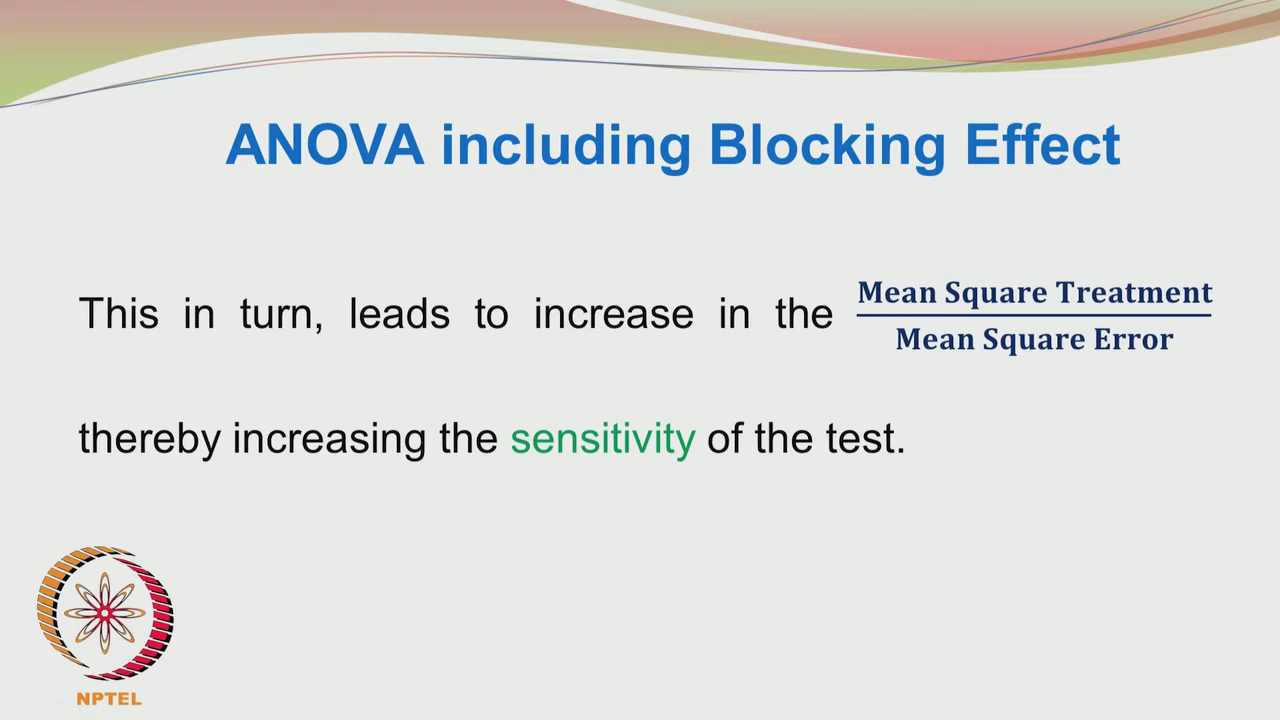 ANOVA including Blocking Effect
This in turn, leads to increase in the Mean Square Treatment
Mean Square Error
thereby increasing the sensitivity of the test.
NPTEL